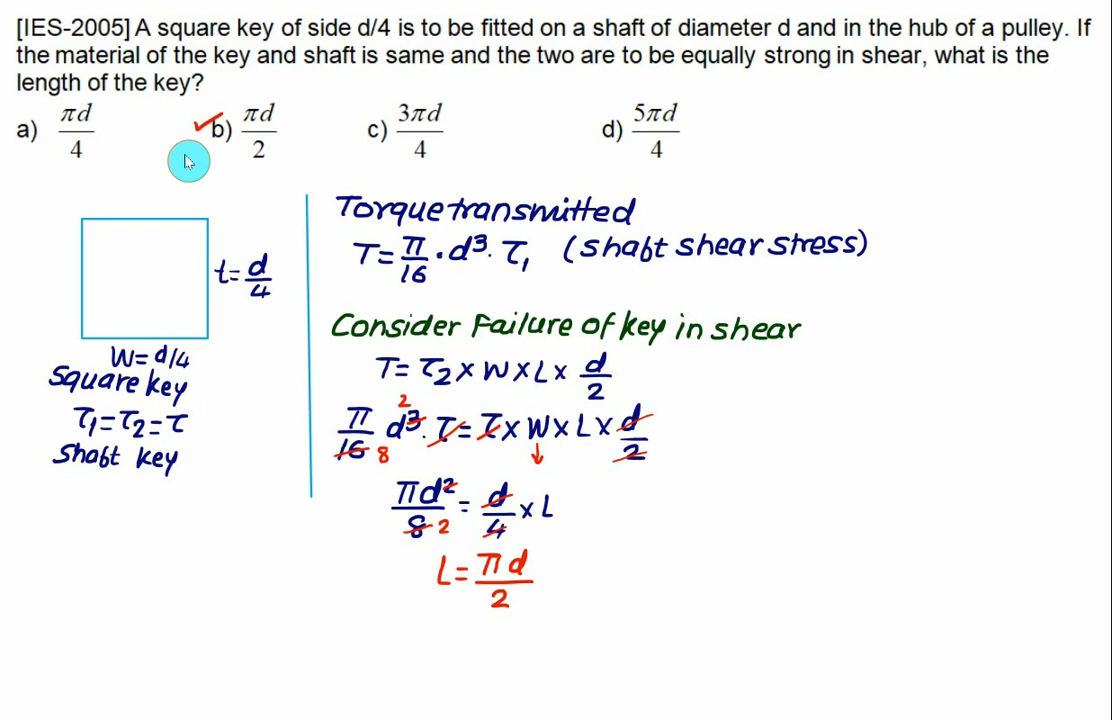 [IES-2005] A square key of side d/4 is to be fitted on a shaft of diameter d and in the hub of a pulley. If
the material of the key and shaft is same and the two are to be equally strong in shear, what is the
length of the key?
a) πd/4 b) πd/2 c) 3πd/4 d) 5πd/4
t=d/4
W=d/4
Square key
τ1=τ2=τ
Shaft key
Torque transmitted
T=π/16·d³·τ1 (Shaft shear stress)
Consider Failure of key in shear
T=τ2×W×L×d/2
π/16 8 d³ 2·τ=τ×W×L×d/2
πd²/8 2=d/4×L
L=πd/2